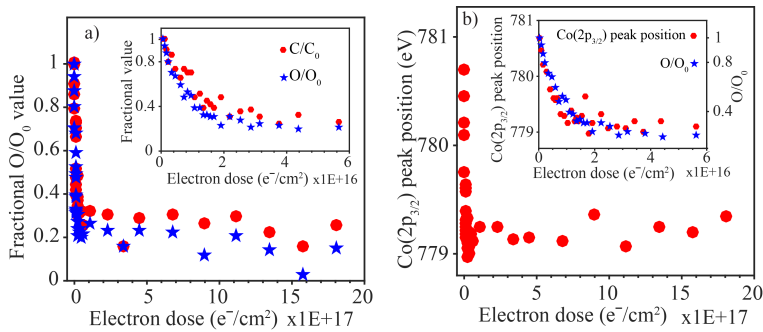 a)
Fractional O/O₀ value
1
0.8
0.6
0.4
0.2
0
0 5 10 15 20
Electron dose (e⁻/cm²) x1E+17
Fractional value
1
0.8
0.4
0 2 4 6
Electron dose (e⁻/cm²) x1E+16
C/C₀
O/O₀
b)
Co(2p₃/₂) peak position (eV)
781
780
779
0 5 10 15 20
Electron dose (e⁻/cm²) x1E+17
Co(2p₃/₂) peak position
781
780
779
0 2 4 6
Electron dose (e⁻/cm²) x1E+16
Co(2p₃/₂) peak position
O/O₀
1
0.8
0.4
O/O₀